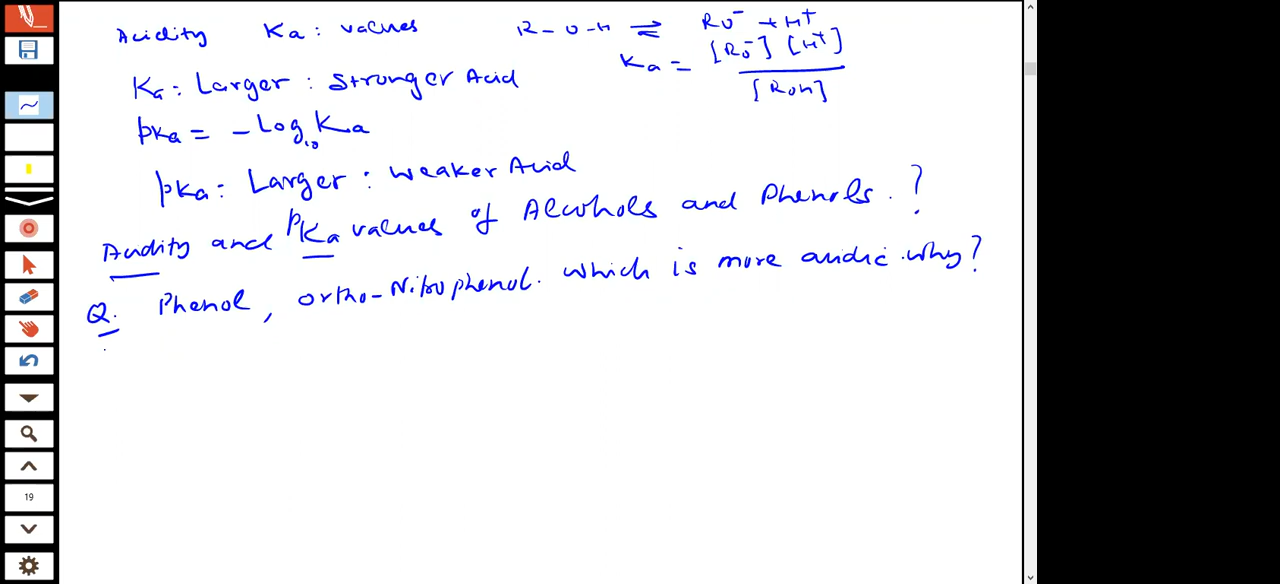 Acidity Ka : values R - O - H ⇌ RO⁻ + H⁺
Ka = [RO⁻] [H⁺] / [ROH]
Ka : Larger : Stronger Acid
pKa = - Log₁₀ Ka
pKa : Larger : Weaker Acid
Acidity and pKa values of Alcohols and Phenols . ?
Q. Phenol , ortho-Nitrophenol. which is more acidic . why ?
19